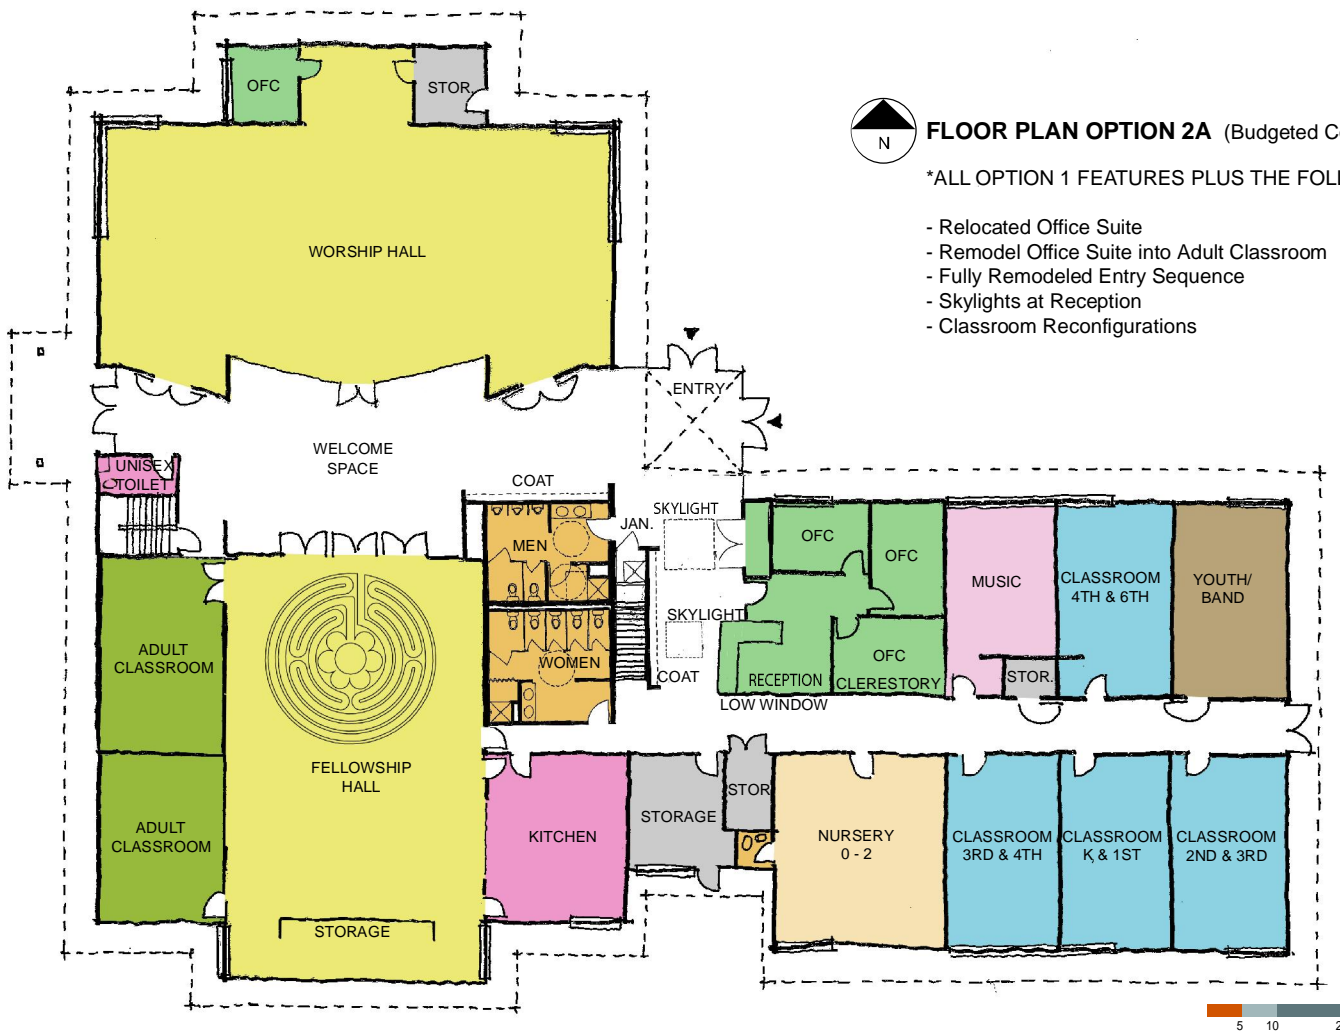 OFC
STOR.
N
FLOOR PLAN OPTION 2A (Budgeted C
*ALL OPTION 1 FEATURES PLUS THE FOL
- Relocated Office Suite
- Remodel Office Suite into Adult Classroom
- Fully Remodeled Entry Sequence
- Skylights at Reception
- Classroom Reconfigurations
WORSHIP HALL
ENTRY
WELCOME
SPACE
UNISEX
TOILET
COAT
SKYLIGHT
JAN.
MEN
OFC
OFC
MUSIC
CLASSROOM
4TH & 6TH
YOUTH/
BAND
SKYLIGHT
ADULT
CLASSROOM
WOMEN
COAT
RECEPTION
OFC
CLERESTORY
STOR.
LOW WINDOW
FELLOWSHIP
HALL
ADULT
CLASSROOM
KITCHEN
STORAGE
STOR
NURSERY
0 - 2
CLASSROOM
3RD & 4TH
CLASSROOM
K & 1ST
CLASSROOM
2ND & 3RD
STORAGE
5 10 2